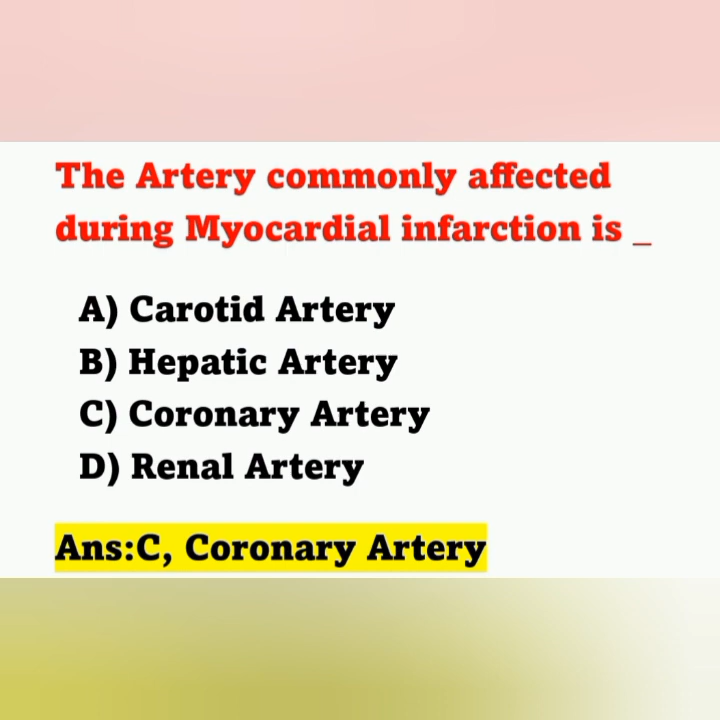 The Artery commonly affected
during Myocardial infarction is _
A) Carotid Artery
B) Hepatic Artery
C) Coronary Artery
D) Renal Artery
Ans:C, Coronary Artery